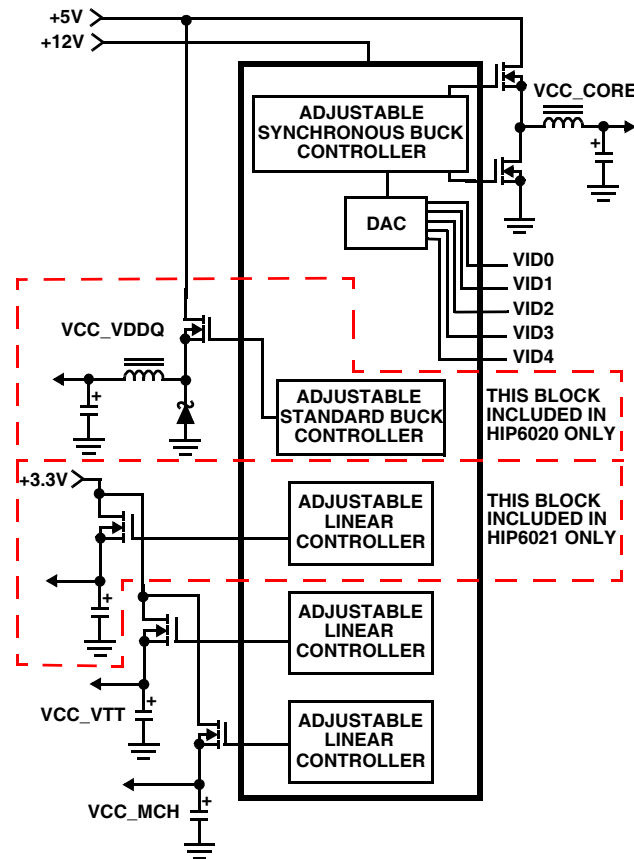 +5V
+12V
VCC_CORE
ADJUSTABLE
SYNCHRONOUS BUCK
CONTROLLER
DAC
VID0
VID1
VID2
VID3
VID4
VCC_VDDQ
+
+
ADJUSTABLE
STANDARD BUCK
CONTROLLER
THIS BLOCK
INCLUDED IN
HIP6020 ONLY
+3.3V
ADJUSTABLE
LINEAR
CONTROLLER
THIS BLOCK
INCLUDED IN
HIP6021 ONLY
+
ADJUSTABLE
LINEAR
CONTROLLER
VCC_VTT
+
ADJUSTABLE
LINEAR
CONTROLLER
VCC_MCH
+